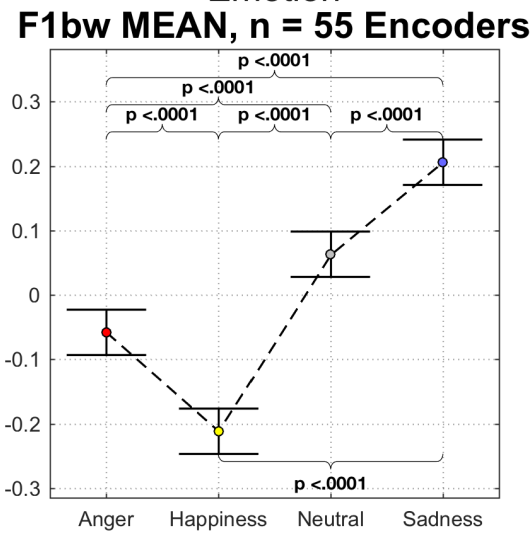 Emotion
F1bw MEAN, n = 55 Encoders
p <.0001
p <.0001
p <.0001 p <.0001 p <.0001
0.3
0.2
0.1
0
-0.1
-0.2
-0.3
p <.0001
Anger Happiness Neutral Sadness